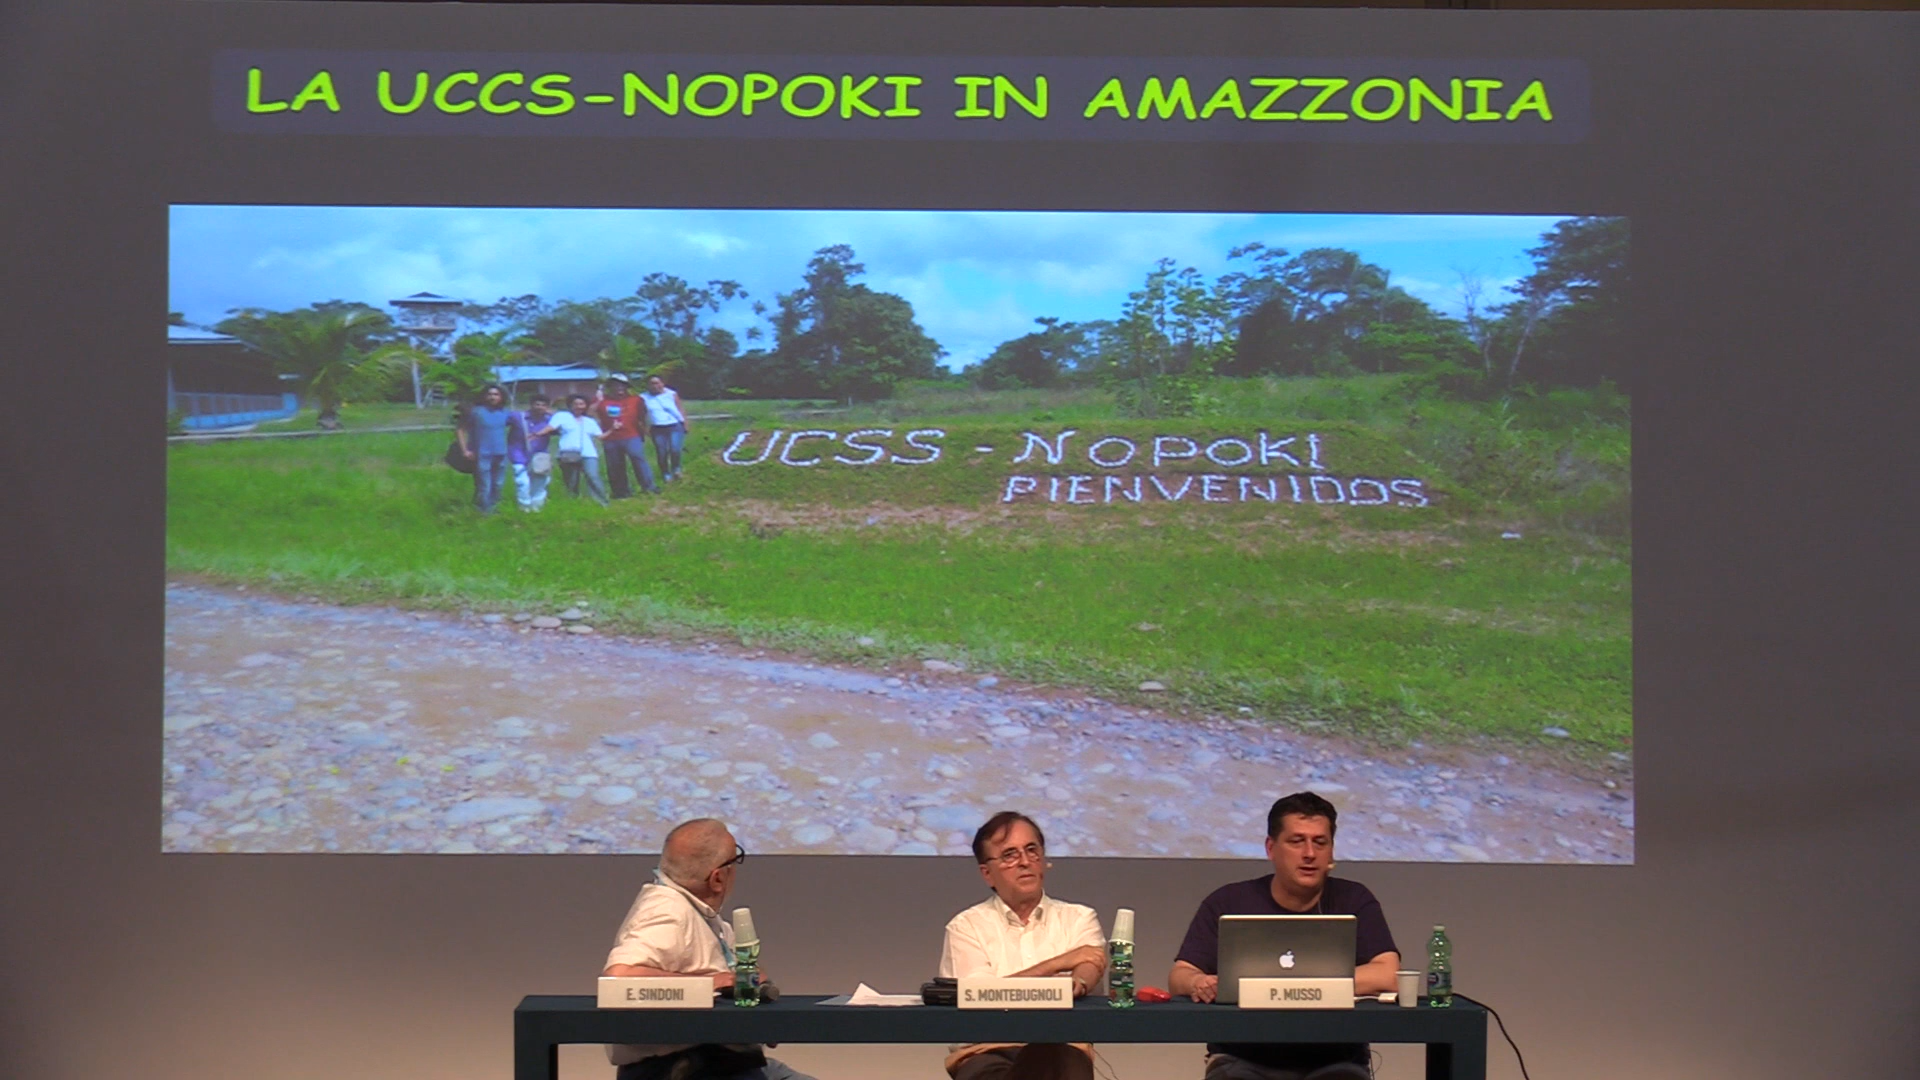 LA UCCS-NOPOKI IN AMAZZONIA
UCSS - NOPOKI
BIENVENIDOS
E. SINDONI
S. MONTEBUGNOLI
P. MUSSO